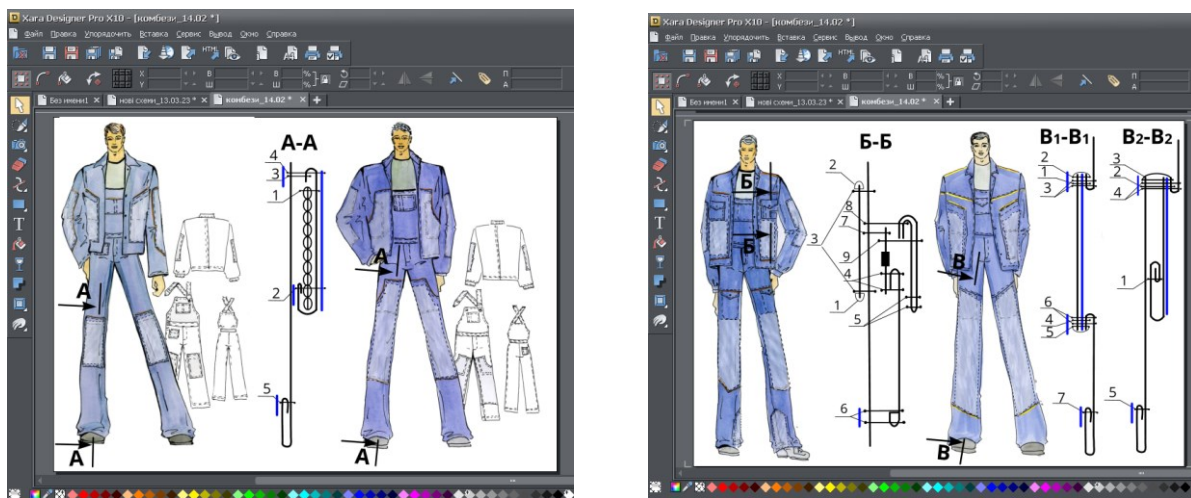 Xara Designer Pro X10 - [комбези_14.02 *]
Файл Правка Упорядочить Вставка Сервис Вывод Окно Справка
HTML
X
Y
В
Ш
%
%
П
А
Без имени1 × нові схеми_13.03.23 * × комбези_14.02 * × +
А-А
4
3
1
А
А
2
5
А
А
Xara Designer Pro X10 - [комбези_14.02 *]
Файл Правка Упорядочить Вставка Сервис Вывод Окно Справка
HTML
X
Y
В
Ш
%
%
П
А
Без имени1 × нові схеми_13.03.23 * × комбези_14.02 * × +
Б-Б
В1-В1
В2-В2
2
Б
8
7
3
Б
9
4
1
5
6
2
1
3
3
2
4
В
1
6
4
5
7
5
В